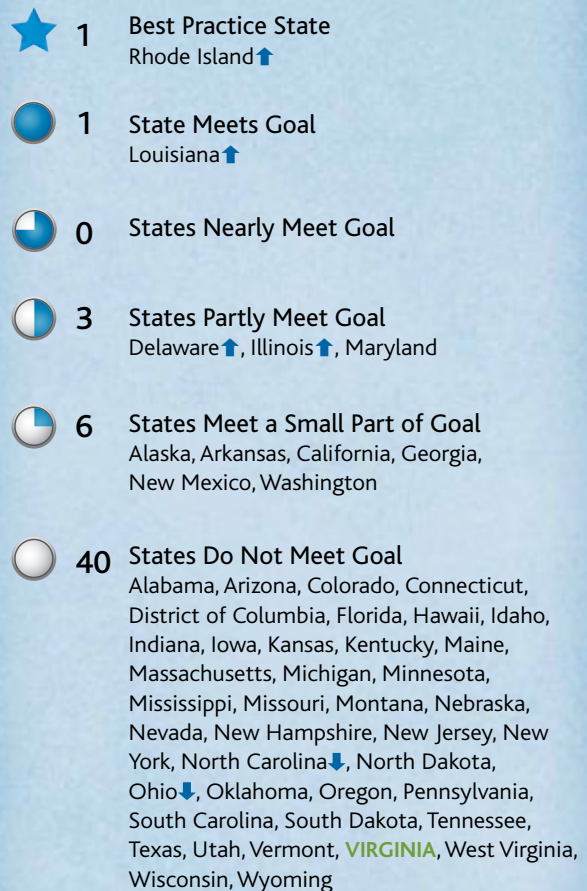 1 Best Practice State
Rhode Island⬆
1 State Meets Goal
Louisiana⬆
0 States Nearly Meet Goal
3 States Partly Meet Goal
Delaware⬆, Illinois⬆, Maryland
6 States Meet a Small Part of Goal
Alaska, Arkansas, California, Georgia,
New Mexico, Washington
40 States Do Not Meet Goal
Alabama, Arizona, Colorado, Connecticut,
District of Columbia, Florida, Hawaii, Idaho,
Indiana, Iowa, Kansas, Kentucky, Maine,
Massachusetts, Michigan, Minnesota,
Mississippi, Missouri, Montana, Nebraska,
Nevada, New Hampshire, New Jersey, New
York, North Carolina⬇, North Dakota,
Ohio⬇, Oklahoma, Oregon, Pennsylvania,
South Carolina, South Dakota, Tennessee,
Texas, Utah, Vermont, VIRGINIA, West Virginia,
Wisconsin, Wyoming